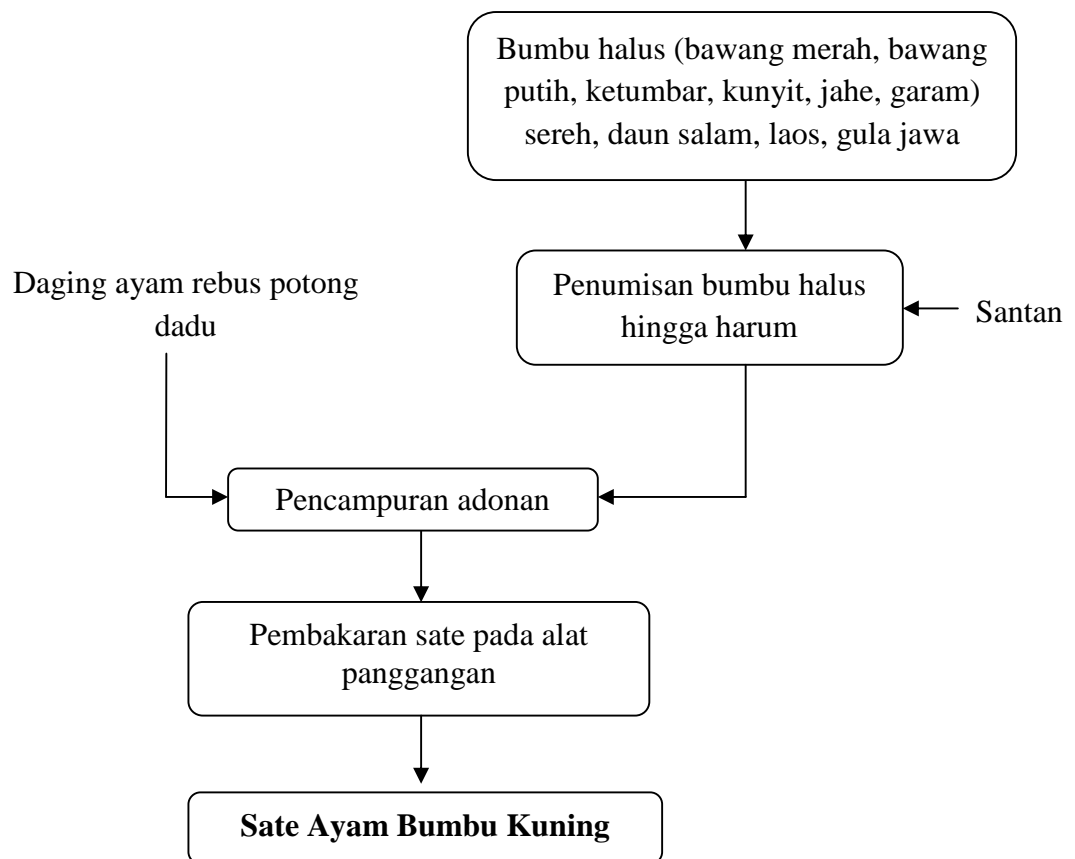 Bumbu halus (bawang merah, bawang
putih, ketumbar, kunyit, jahe, garam)
sereh, daun salam, laos, gula jawa
Daging ayam rebus potong
dadu
Penumisan bumbu halus
hingga harum
Santan
Pencampuran adonan
Pembakaran sate pada alat
panggangan
Sate Ayam Bumbu Kuning